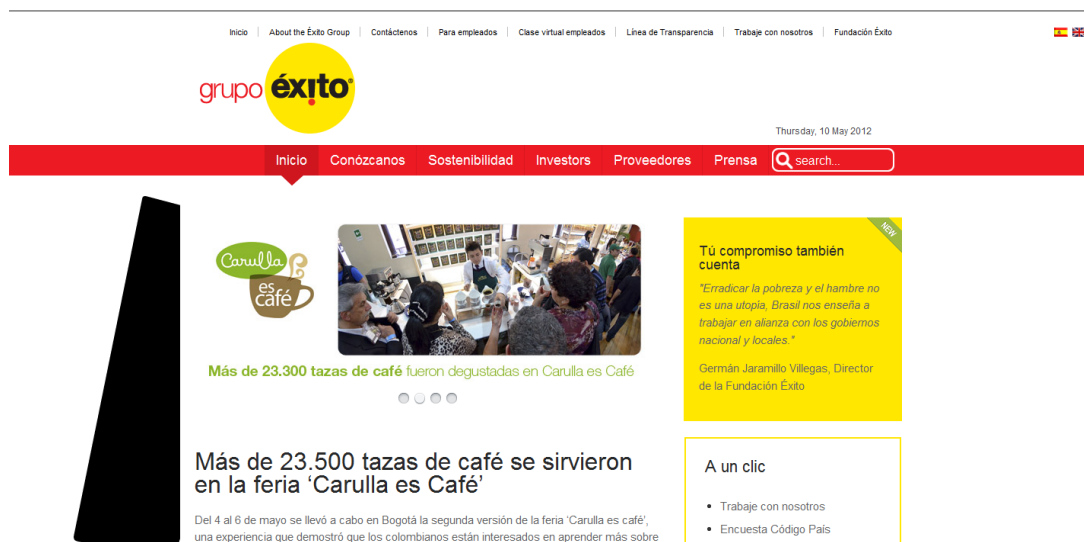 Inicio
About the Éxito Group
Contáctenos
Para empleados
Clase virtual empleados
Línea de Transparencia
Trabaje con nosotros
Fundación Éxito
grupo éxito
Thursday, 10 May 2012
Inicio
Conózcanos
Sostenibilidad
Investors
Proveedores
Prensa
search...
Carulla
es
café
Más de 23.300 tazas de café fueron degustadas en Carulla es Café
NEW
Tú compromiso también
cuenta
"Erradicar la pobreza y el hambre no
es una utopia, Brasil nos enseña a
trabajar en alianza con los gobiernos
nacional y locales."
Germán Jaramillo Villegas, Director
de la Fundación Éxito
Más de 23.500 tazas de café se sirvieron
en la feria ‘Carulla es Café’
Del 4 al 6 de mayo se llevó a cabo en Bogotá la segunda versión de la feria ‘Carulla es café’,
una experiencia que demostró que los colombianos están interesados en aprender más sobre
A un clic
Trabaje con nosotros
Encuesta Código País